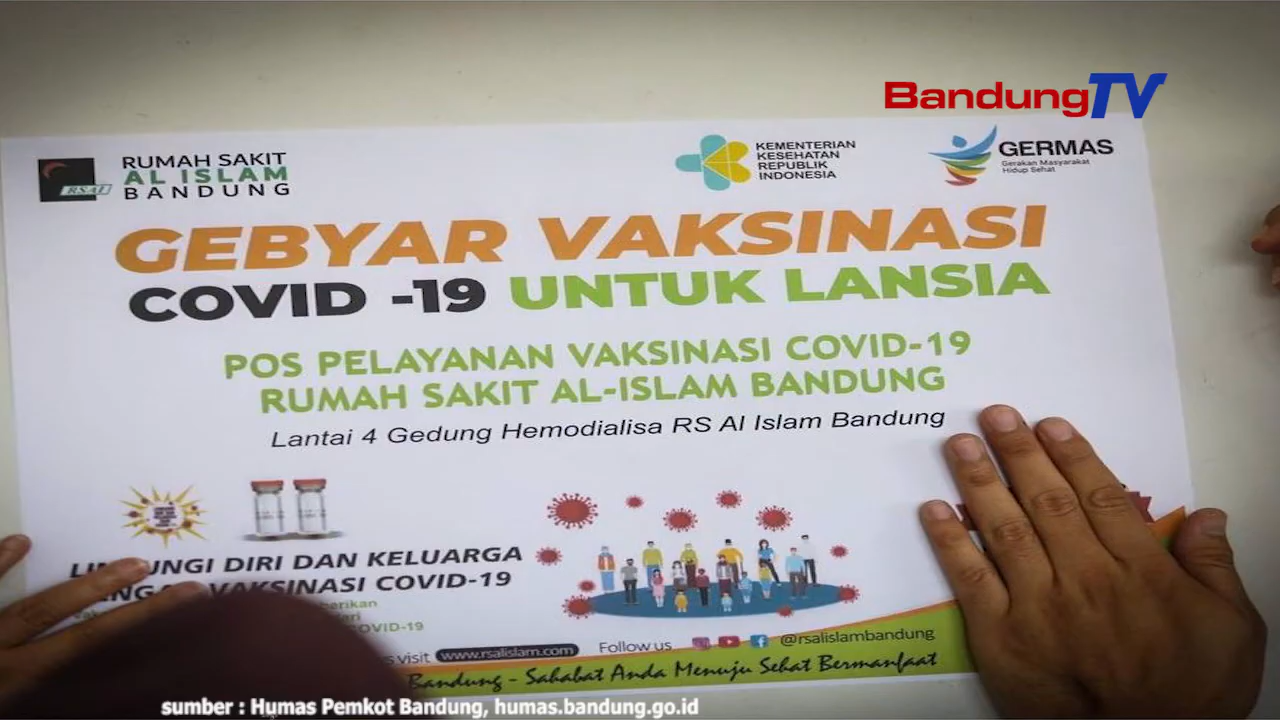 BandungTV
RSAI
RUMAH SAKIT
AL ISLAM
BANDUNG
KEMENTERIAN
KESEHATAN
REPUBLIK
INDONESIA
GERMAS
Gerakan Masyarakat
Hidup Sehat
GEBYAR VAKSINASI
COVID -19 UNTUK LANSIA
POS PELAYANAN VAKSINASI COVID-19
RUMAH SAKIT AL-ISLAM BANDUNG
Lantai 4 Gedung Hemodialisa RS Al Islam Bandung
DIRI DAN KELUARGA
VAKSINASI COVID-19
COVID-19
visit www.rsalislam.com Follow us @rsalislambandung
Bandung - Sahabat Anda Menuju Sehat Bermanfaat
sumber : Humas Pemkot Bandung, humas.bandung.go.id